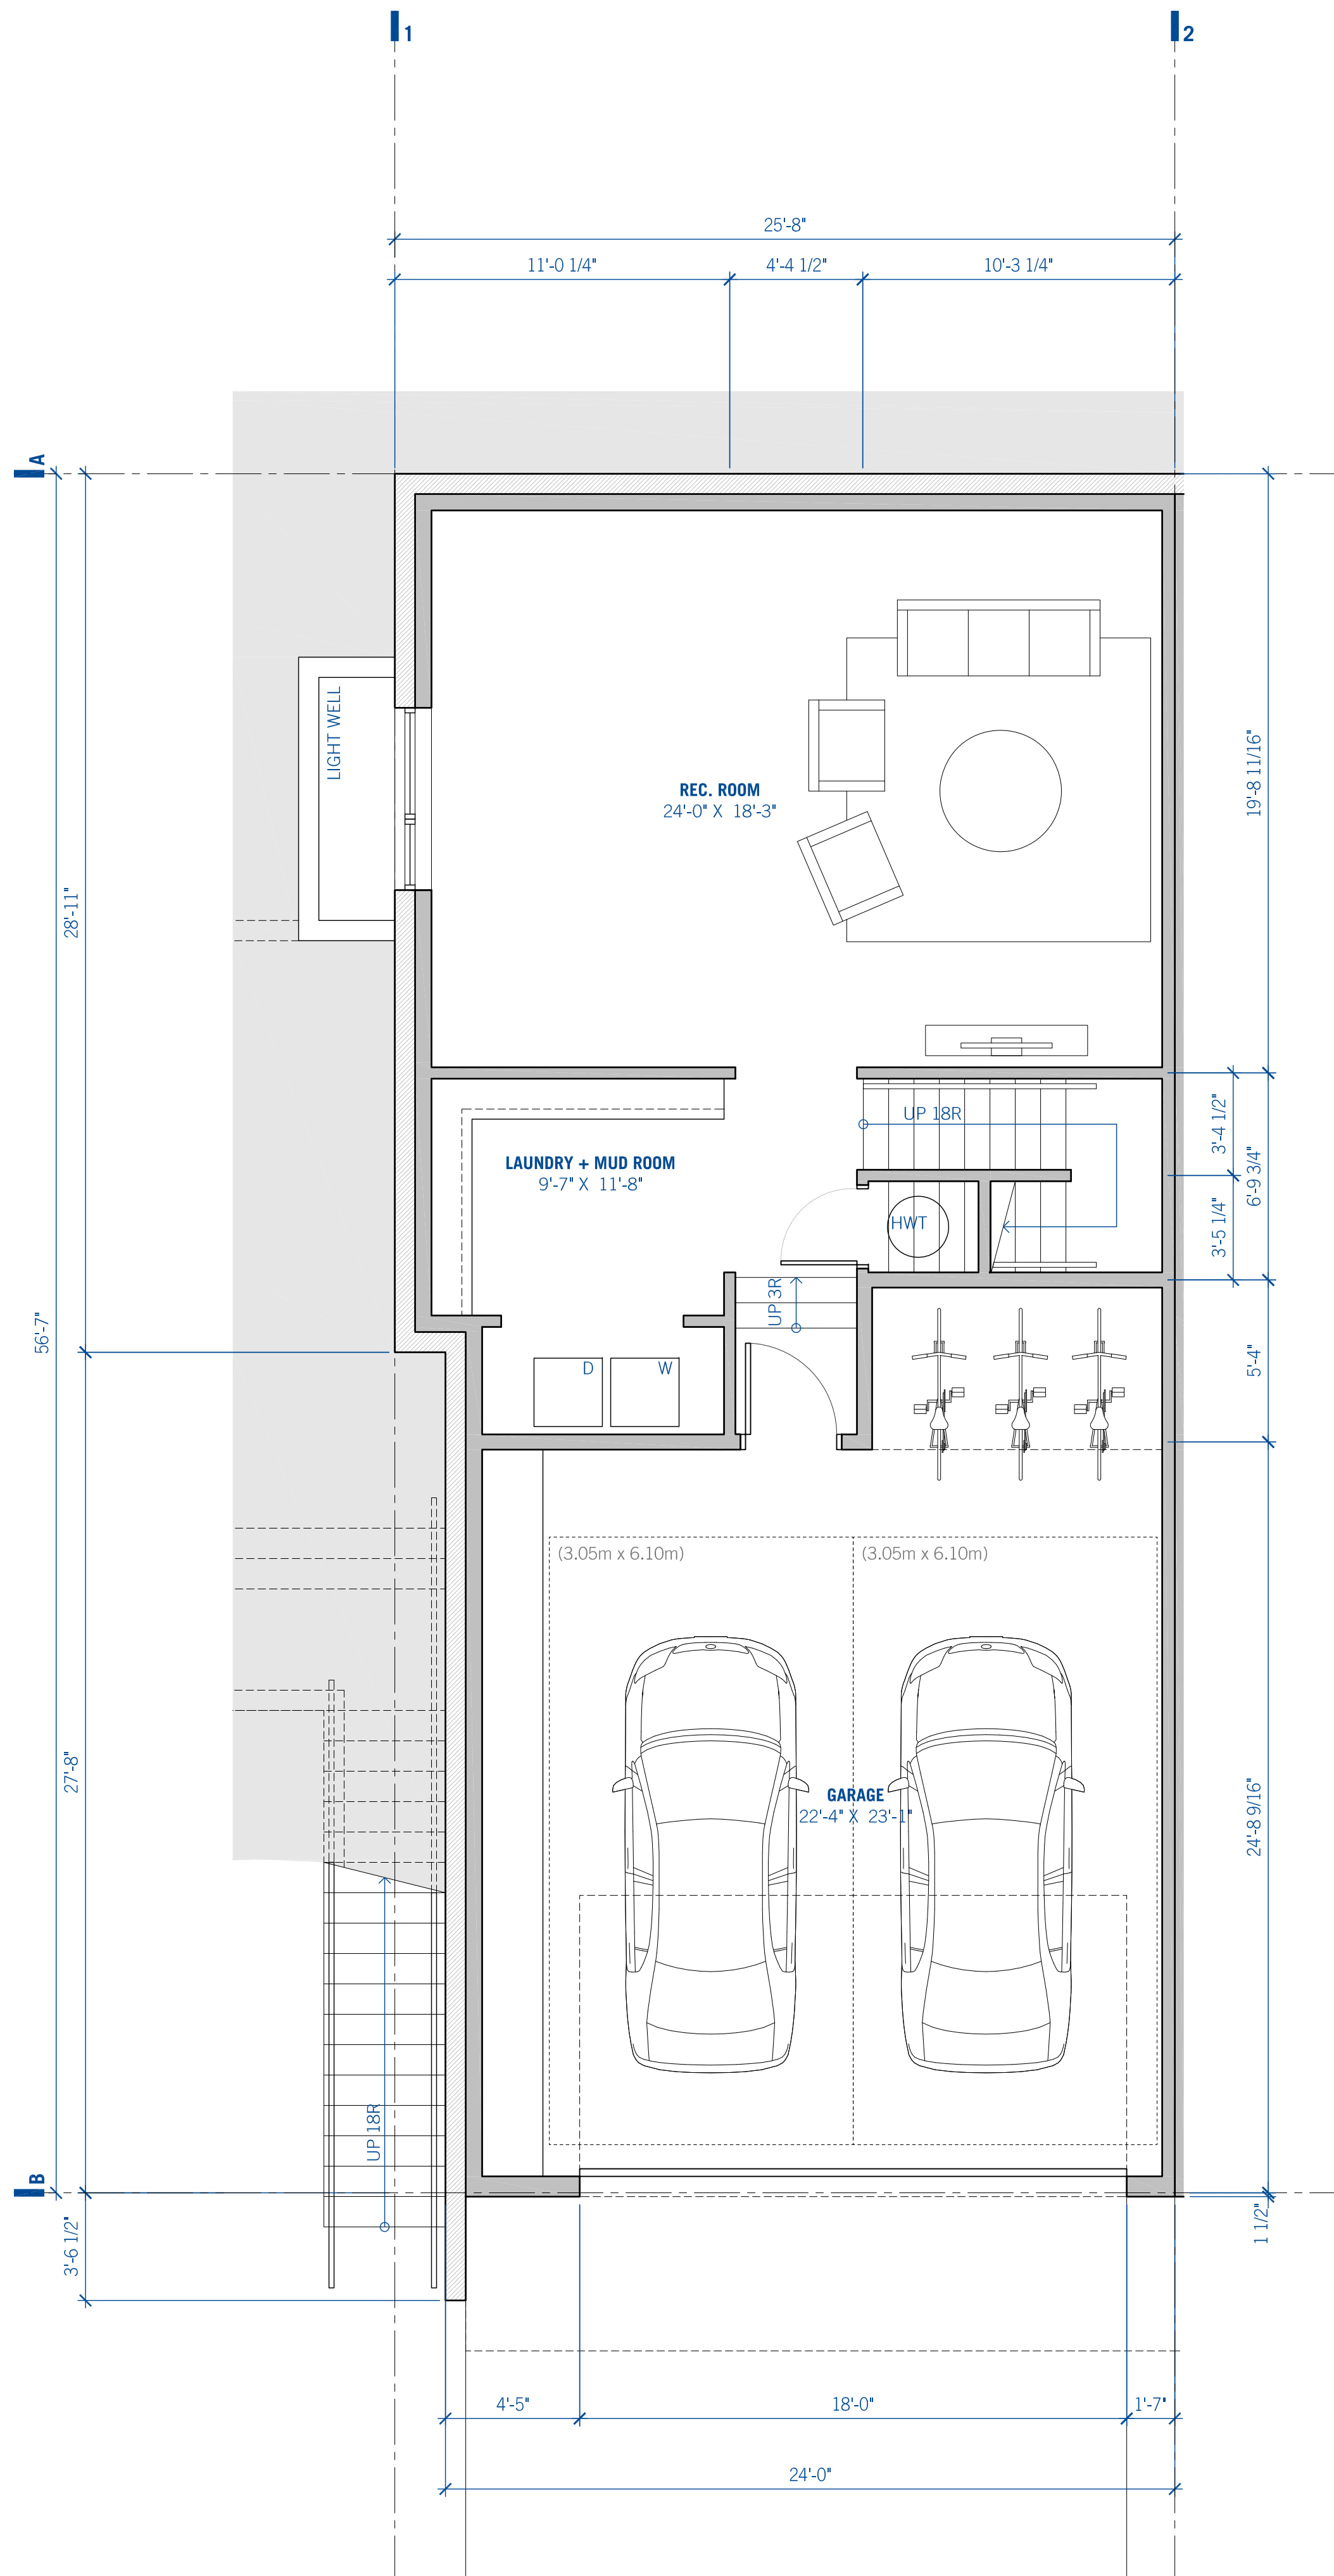 1
2
25'-8"
11'-0 1/4"
4'-4 1/2"
10'-3 1/4"
A
LIGHT WELL
REC. ROOM
24'-0" X 18'-3"
19'-8 11/16"
28'-11"
UP 18R
3'-4 1/2"
6'-9 3/4"
LAUNDRY + MUD ROOM
9'-7" X 11'-8"
HWT
3'-5 1/4"
UP 3R
56'-7"
D
W
5'-4"
(3.05m x 6.10m)
(3.05m x 6.10m)
27'-8"
GARAGE
22'-4" X 23'-1"
24'-8 9/16"
UP 18R
B
3'-6 1/2"
1 1/2"
4'-5"
18'-0"
1'-7"
24'-0"